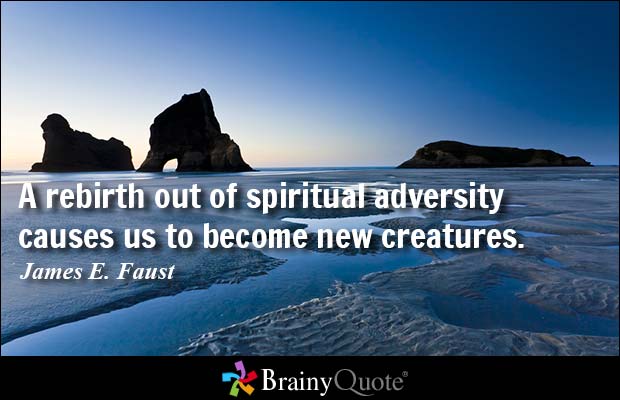 A rebirth out of spiritual adversity
causes us to become new creatures.
James E. Faust
BrainyQuote®